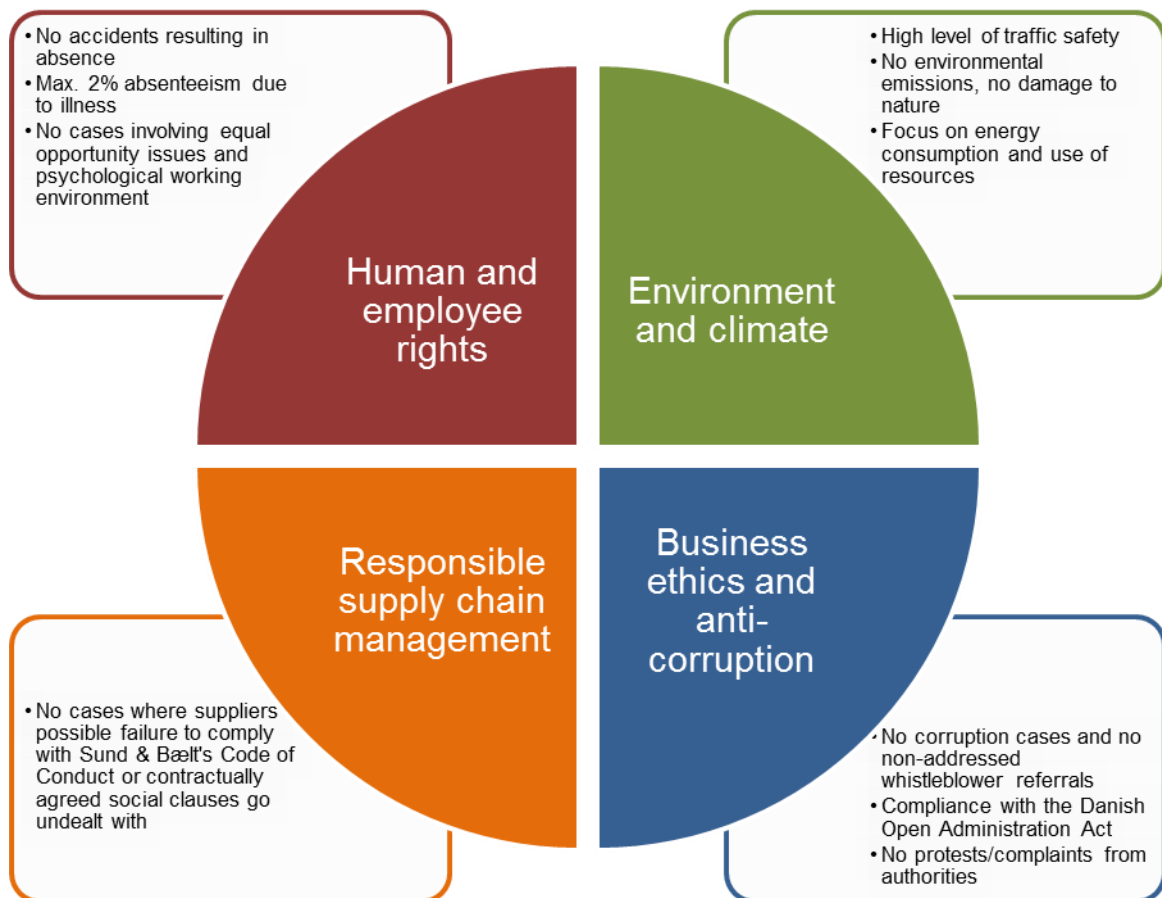 • No accidents resulting in
absence
• Max. 2% absenteeism due
to illness
• No cases involving equal
opportunity issues and
psychological working
environment
• High level of traffic safety
• No environmental
emissions, no damage to
nature
• Focus on energy
consumption and use of
resources
Human and
employee
rights
Environment
and climate
Responsible
supply chain
management
Business
ethics and
anti-
corruption
• No cases where suppliers
possible failure to comply
with Sund & Bælt's Code of
Conduct or contractually
agreed social clauses go
undealt with
• No corruption cases and no
non-addressed
whistleblower referrals
• Compliance with the Danish
Open Administration Act
• No protests/complaints from
authorities